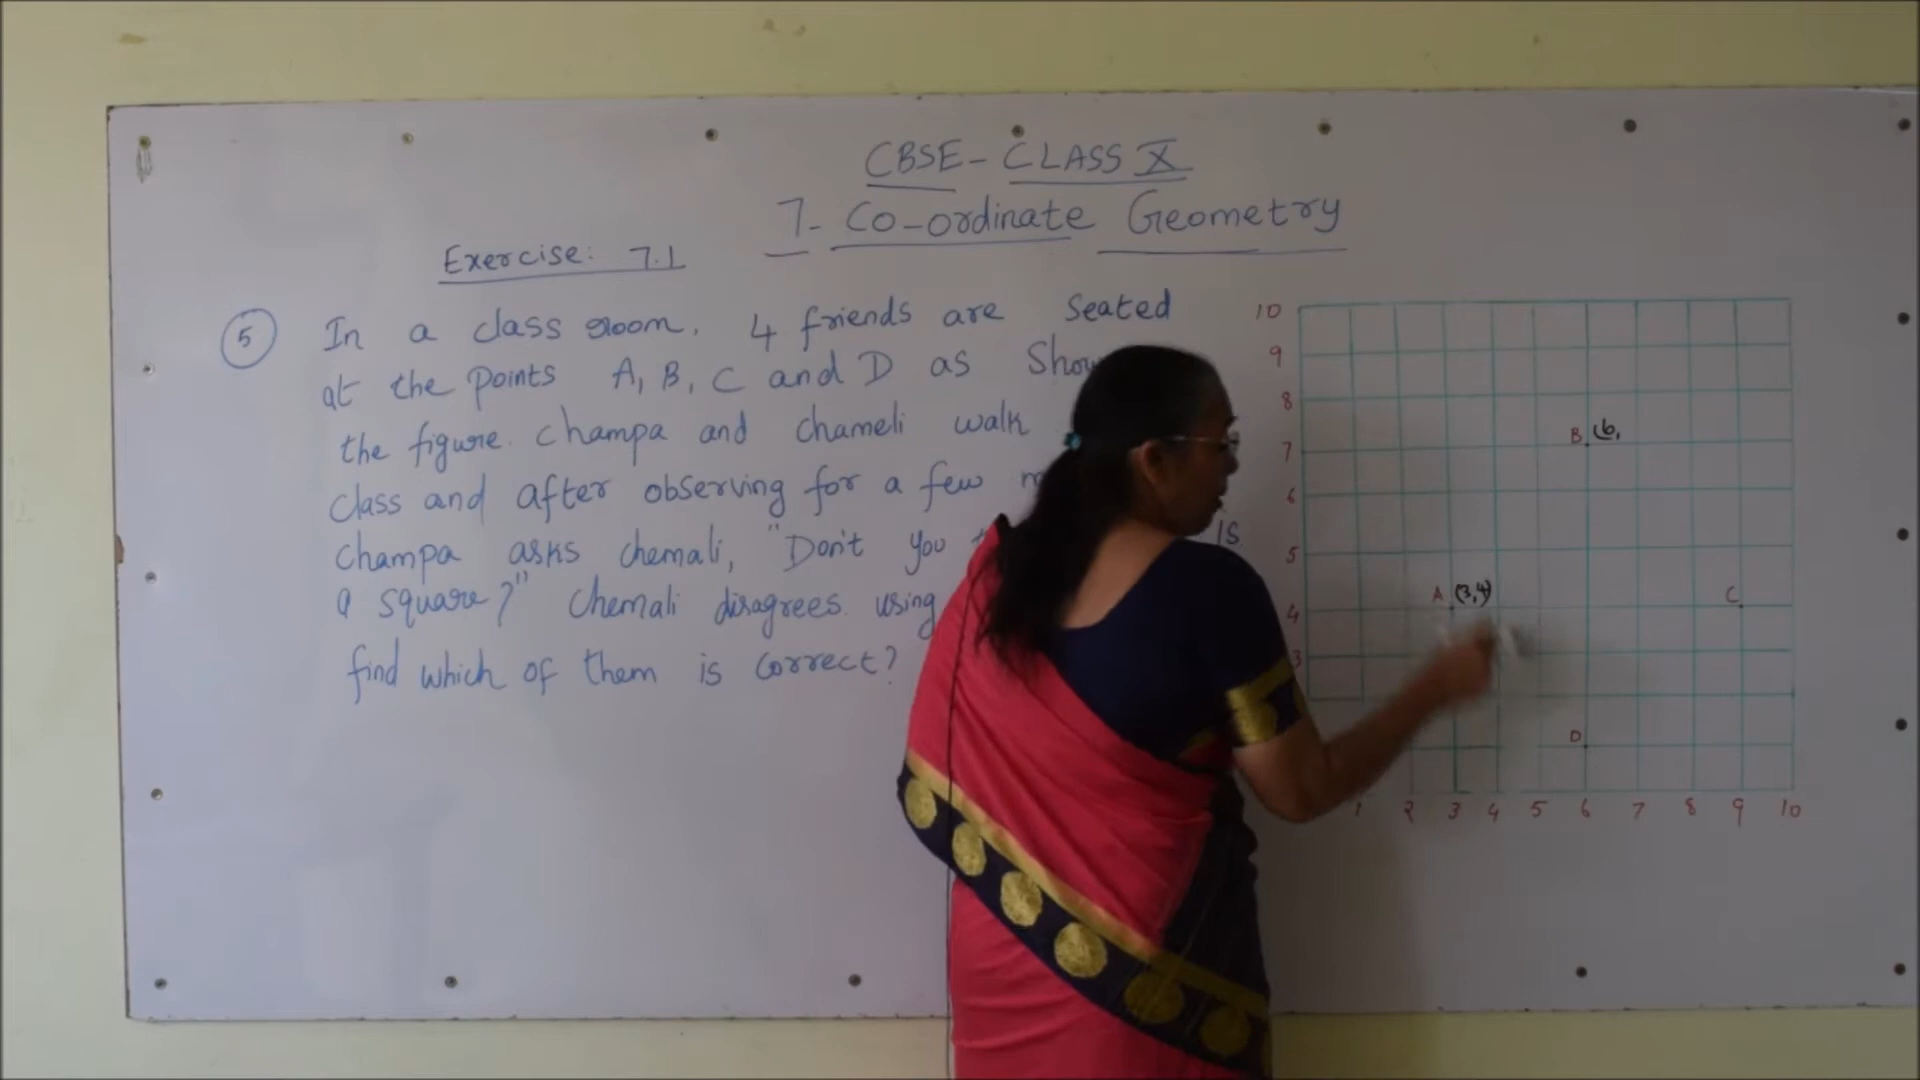 CBSE - CLASS X
7 - Co-ordinate Geometry
Exercise: 7.1
5 In a class room, 4 friends are Seated
at the points A, B, C and D as
the figure. champa and chameli walk
class and after observing for a few
champa asks chemali, "Don't you
a square?" Chemali disagrees. using
find which of them is correct?
10
9
8
7
6
5
4
3
B (6,
A (3,4)
C
D
1 2 3 4 5 6 7 8 9 10